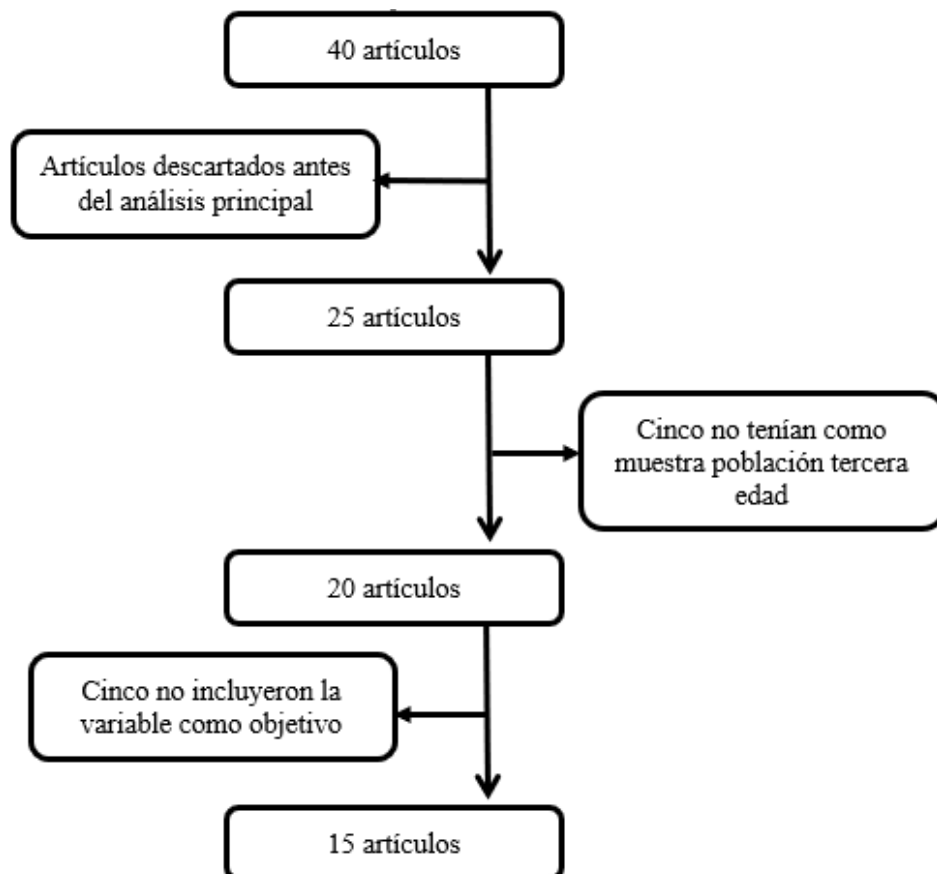 40 artículos
Artículos descartados antes
del análisis principal
25 artículos
Cinco no tenían como
muestra población tercera
edad
20 artículos
Cinco no incluyeron la
variable como objetivo
15 artículos